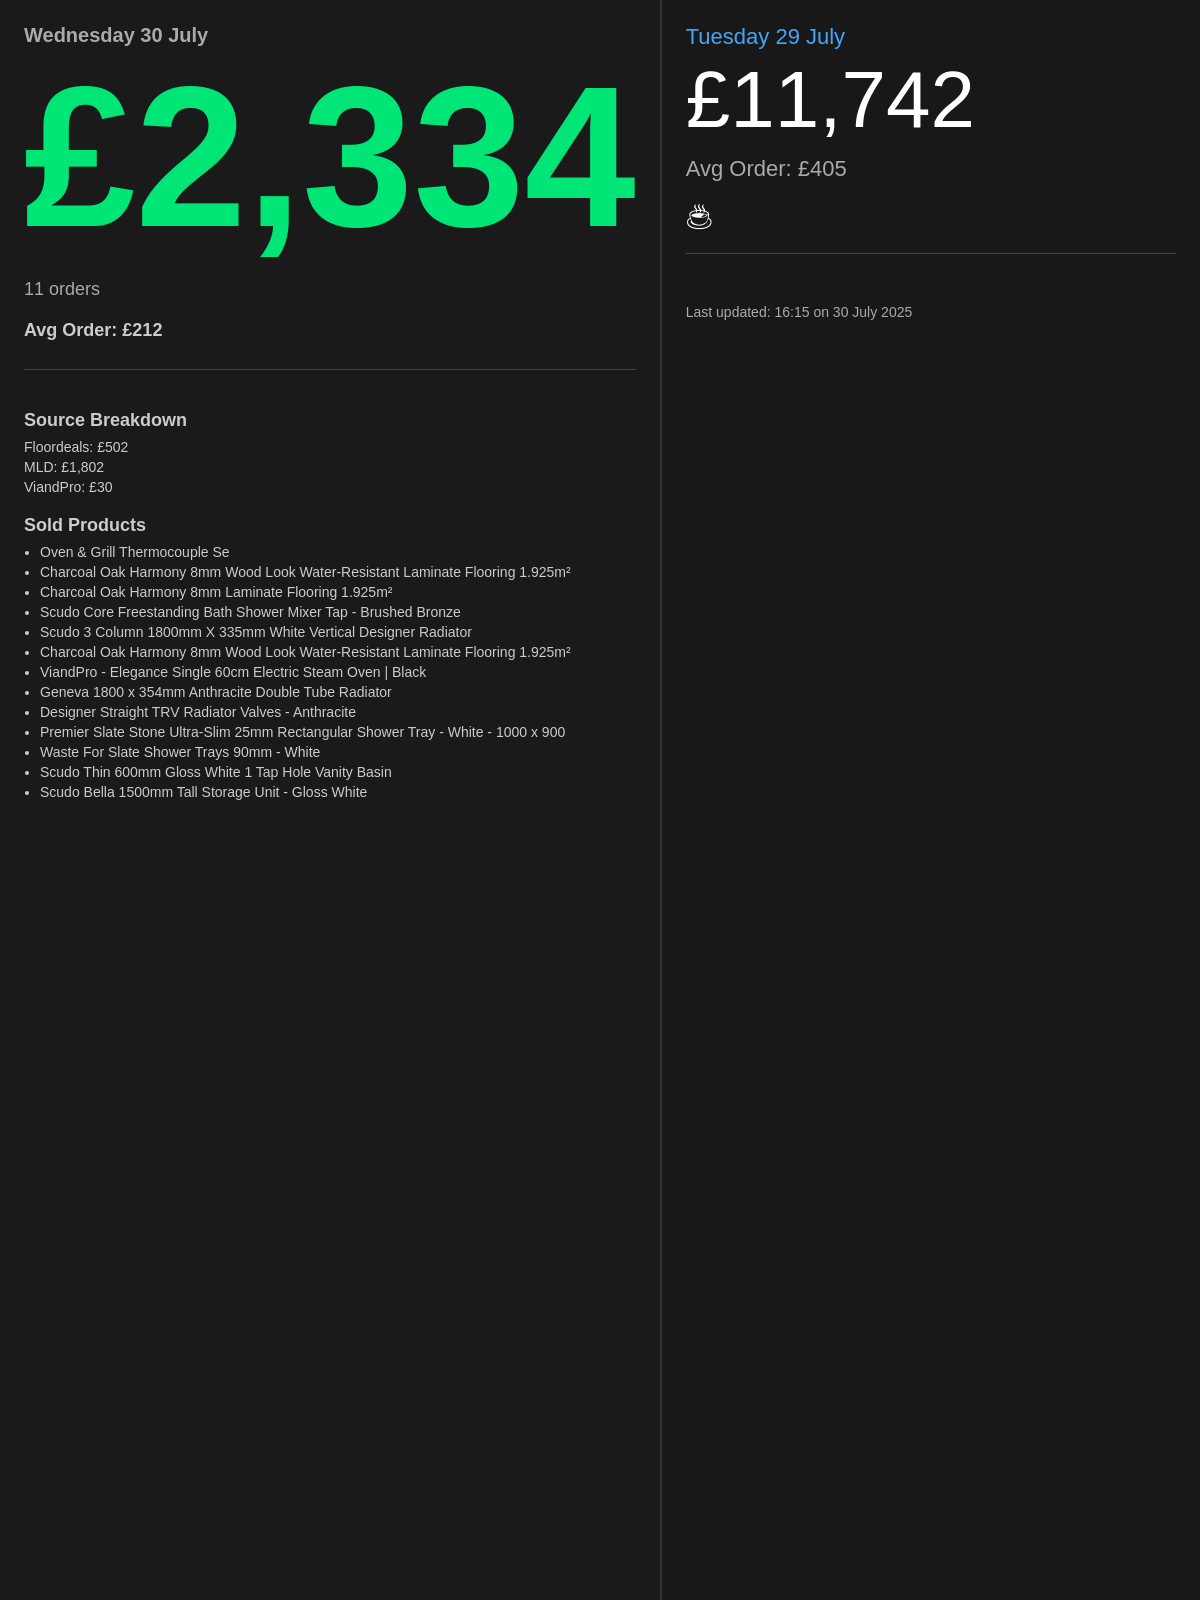 Wednesday 30 July
£2,334
11 orders
Avg Order: £212
Source Breakdown
Floordeals: £502
MLD: £1,802
ViandPro: £30
Sold Products
• Oven & Grill Thermocouple Se
• Charcoal Oak Harmony 8mm Wood Look Water-Resistant Laminate Flooring 1.925m²
• Charcoal Oak Harmony 8mm Laminate Flooring 1.925m²
• Scudo Core Freestanding Bath Shower Mixer Tap - Brushed Bronze
• Scudo 3 Column 1800mm X 335mm White Vertical Designer Radiator
• Charcoal Oak Harmony 8mm Wood Look Water-Resistant Laminate Flooring 1.925m²
• ViandPro - Elegance Single 60cm Electric Steam Oven | Black
• Geneva 1800 x 354mm Anthracite Double Tube Radiator
• Designer Straight TRV Radiator Valves - Anthracite
• Premier Slate Stone Ultra-Slim 25mm Rectangular Shower Tray - White - 1000 x 900
• Waste For Slate Shower Trays 90mm - White
• Scudo Thin 600mm Gloss White 1 Tap Hole Vanity Basin
• Scudo Bella 1500mm Tall Storage Unit - Gloss White
Tuesday 29 July
£11,742
Avg Order: £405
☕
Last updated: 16:15 on 30 July 2025